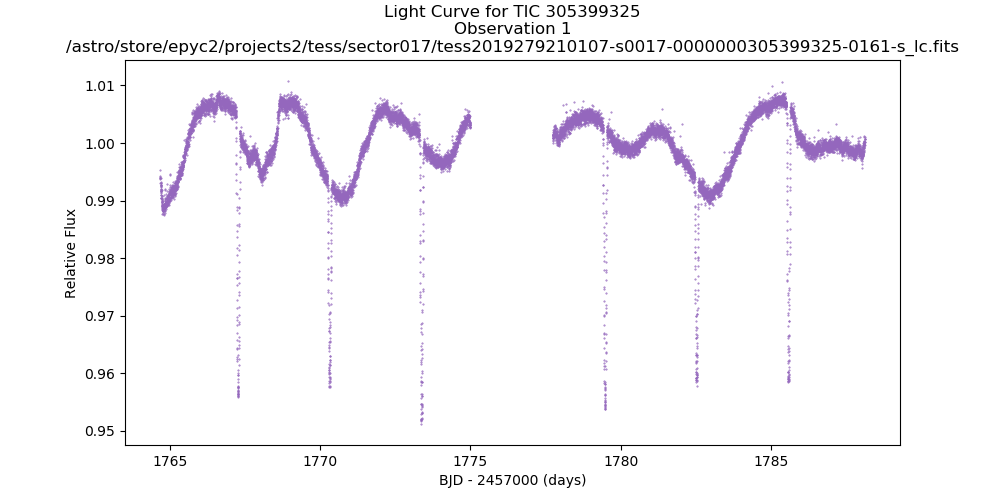 Light Curve for TIC 305399325
Observation 1
/astro/store/epyc2/projects2/tess/sector017/tess2019279210107-s0017-0000000305399325-0161-s_lc.fits
1.01
1.00
0.99
0.98
0.97
0.96
0.95
Relative Flux
1765
1770
1775
1780
1785
BJD - 2457000 (days)